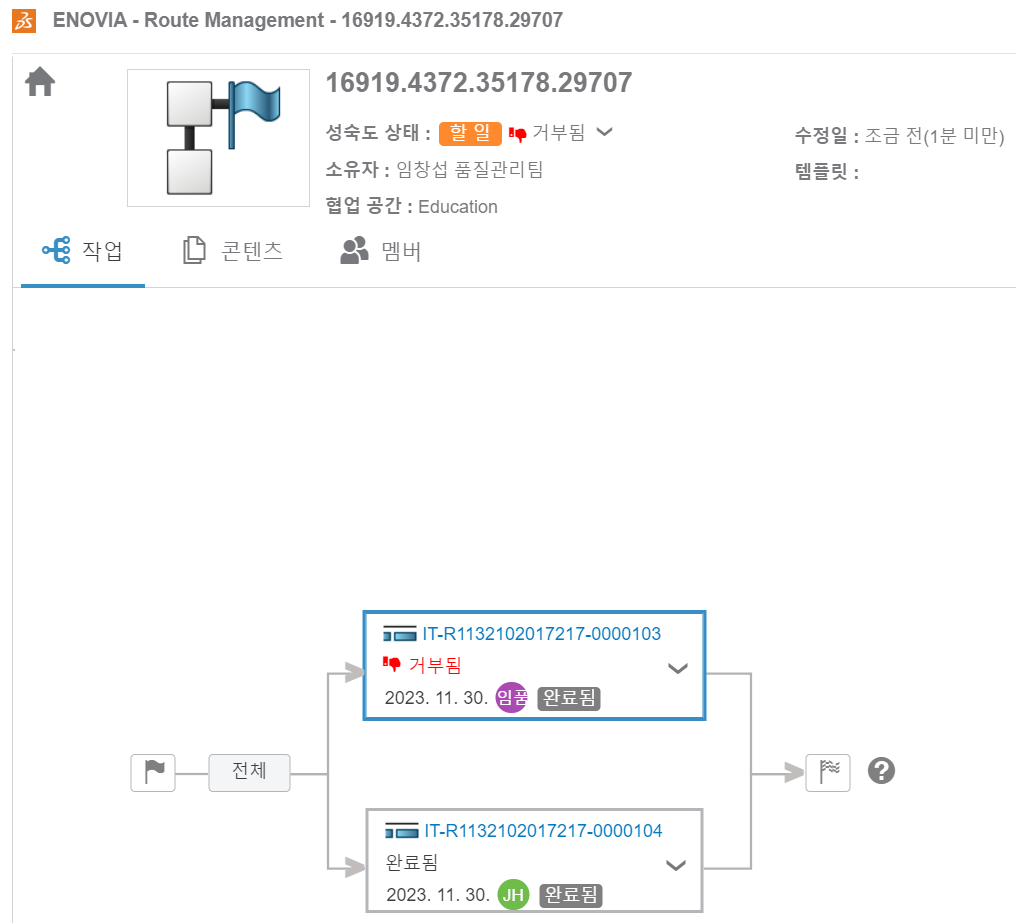 ENOVIA - Route Management - 16919.4372.35178.29707
16919.4372.35178.29707
성숙도 상태 : 할 일 거부됨
수정일 : 조금 전(1분 미만)
소유자 : 임창섭 품질관리팀
템플릿 :
협업 공간 : Education
작업 콘텐츠 멤버
IT-R1132102017217-0000103
거부됨
2023. 11. 30. 임품 완료됨
전체
?
IT-R1132102017217-0000104
완료됨
2023. 11. 30. JH 완료됨